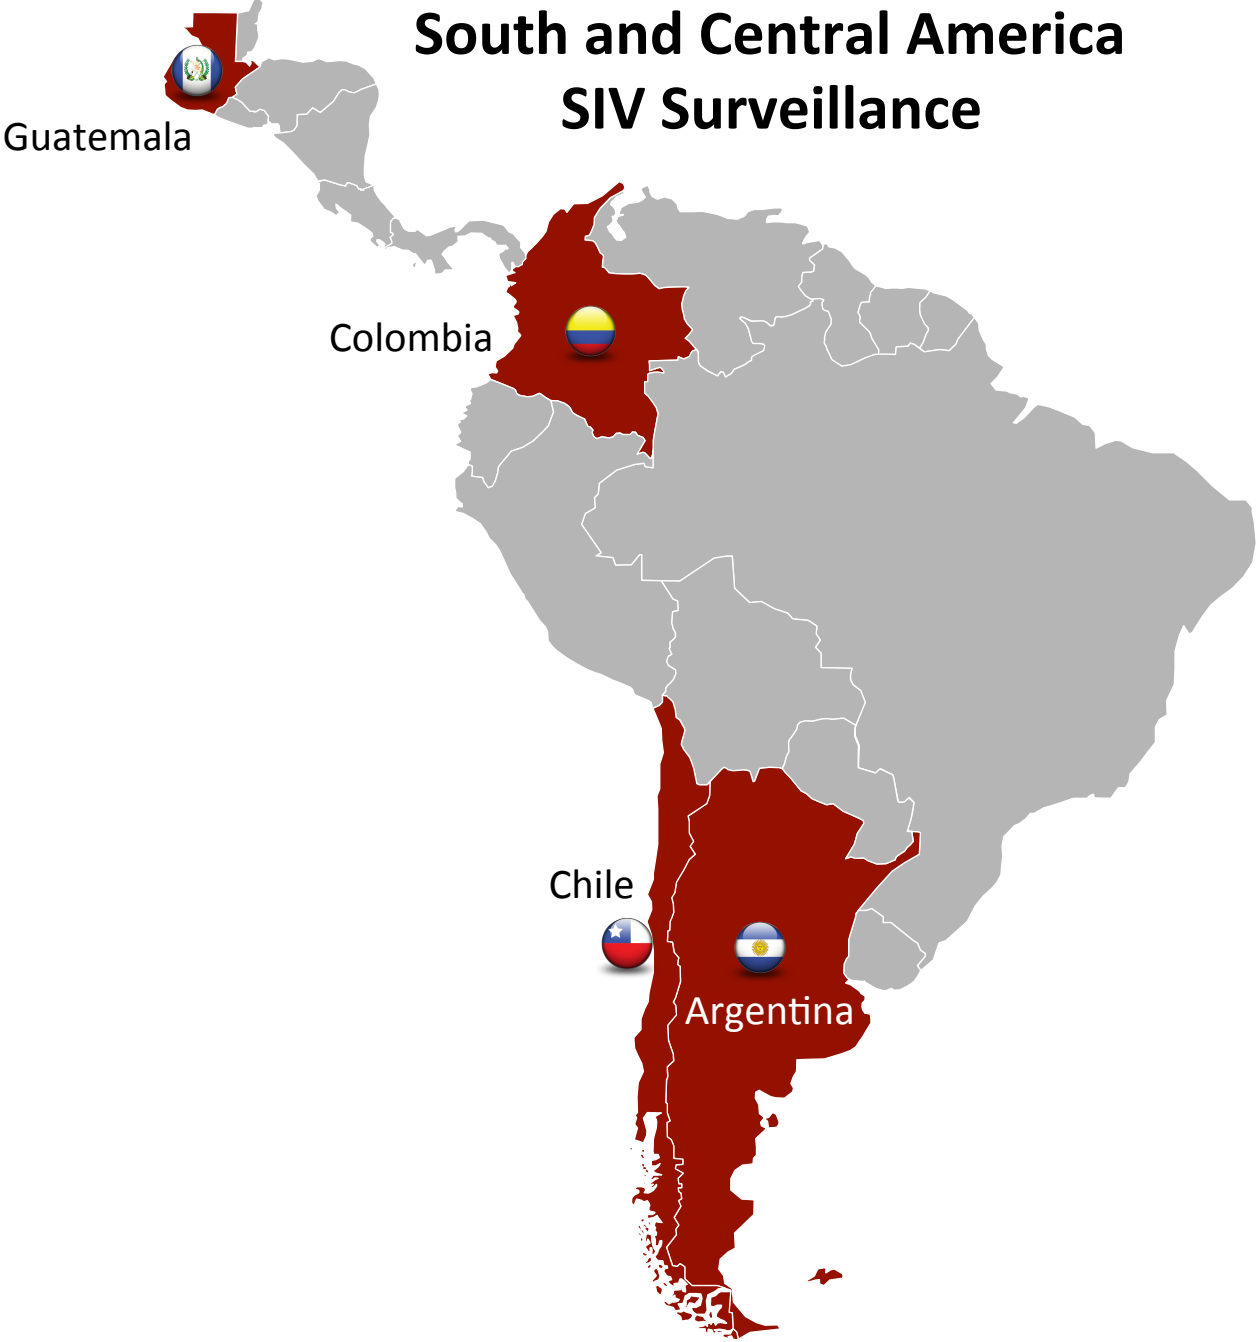 South and Central America
SIV Surveillance
Guatemala
Colombia
Chile
Argentina